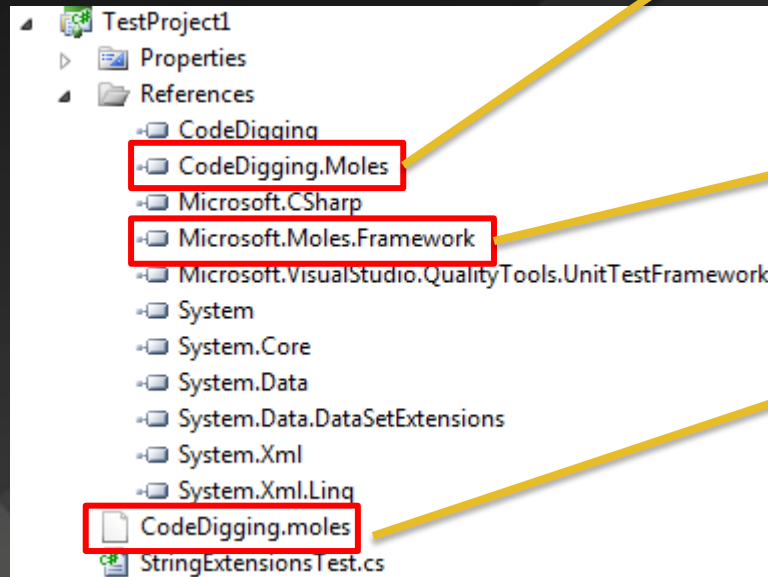 TestProject1
Properties
References
CodeDigging
CodeDigging.Moles
Microsoft.CSharp
Microsoft.Moles.Framework
Microsoft.VisualStudio.QualityTools.UnitTestFramework
System
System.Core
System.Data
System.Data.DataSetExtensions
System.Xml
System.Xml.Linq
CodeDigging.moles
StringExtensionsTest.cs